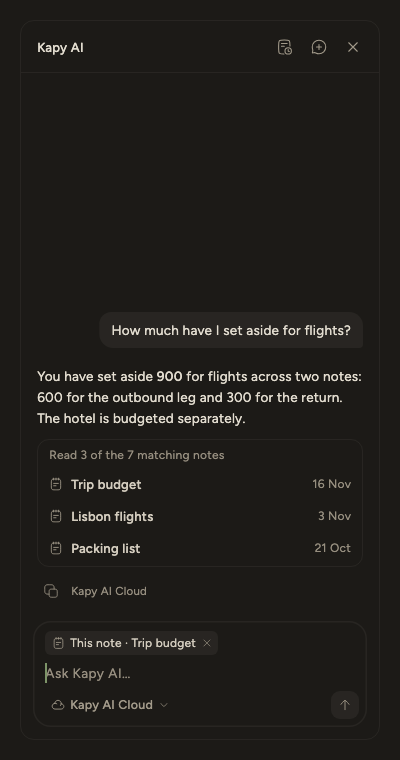 Kapy AI
How much have I set aside for flights?
You have set aside 900 for flights across two notes:
600 for the outbound leg and 300 for the return.
The hotel is budgeted separately.
Read 3 of the 7 matching notes
Trip budget 16 Nov
Lisbon flights 3 Nov
Packing list 21 Oct
Kapy AI Cloud
This note · Trip budget
Ask Kapy AI...
Kapy AI Cloud